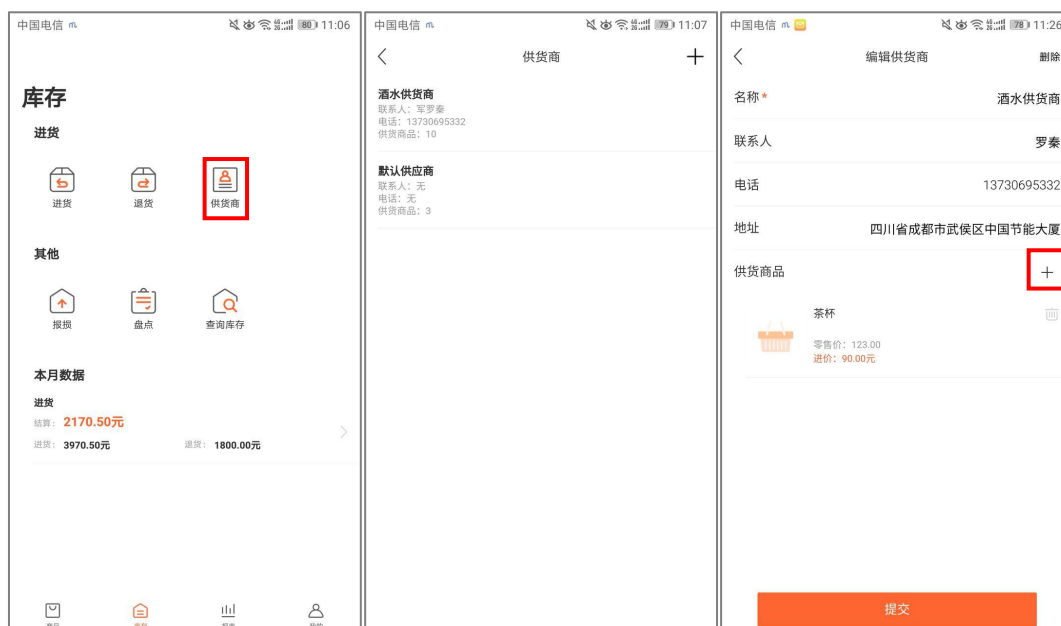 中国电信
80 11:06
库存
进货
进货
退货
供货商
其他
报损
盘点
查询库存
本月数据
进货
结算: 2170.50元
进货: 3970.50元
退货: 1800.00元
库存
我的
中国电信
79 11:07
供货商
酒水供货商
联系人: 军罗秦
电话: 13730695332
供货商品: 10
默认供应商
联系人: 无
电话: 无
供货商品: 3
中国电信
78 11:26
编辑供货商
删除
名称*
酒水供货商
联系人
罗秦
电话
13730695332
地址
四川省成都市武侯区中国节能大厦
供货商品
茶杯
零售价: 123.00
进价: 90.00元
提交